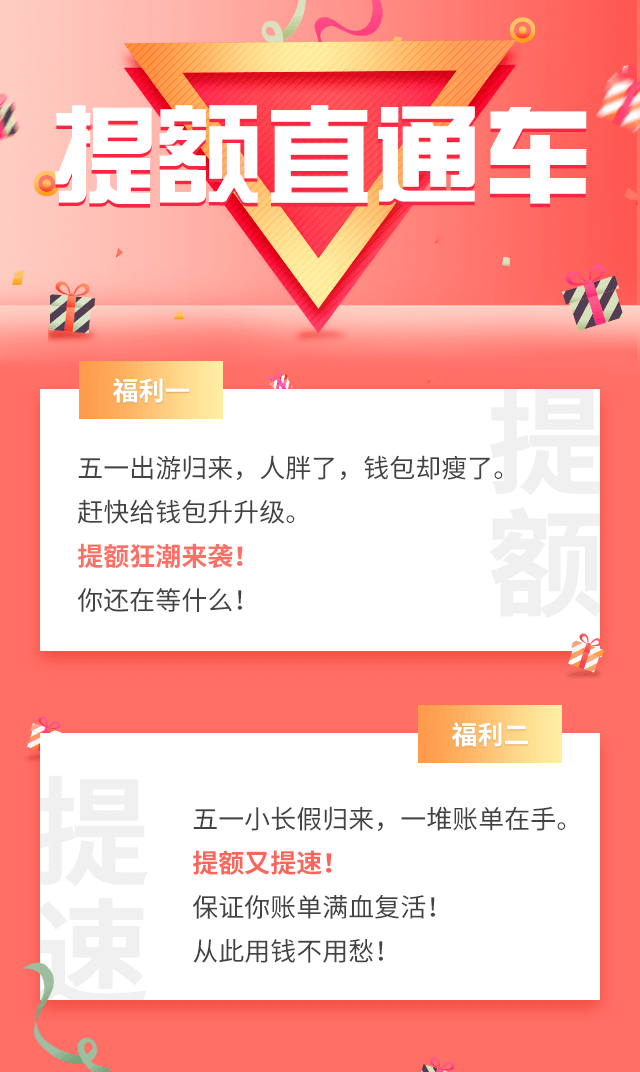 提额直通车
福利一
提额
五一出游归来，人胖了，钱包却瘦了。
赶快给钱包升升级。
提额狂潮来袭！
你还在等什么！
福利二
提速
五一小长假归来，一堆账单在手。
提额又提速！
保证你账单满血复活！
从此用钱不用愁！